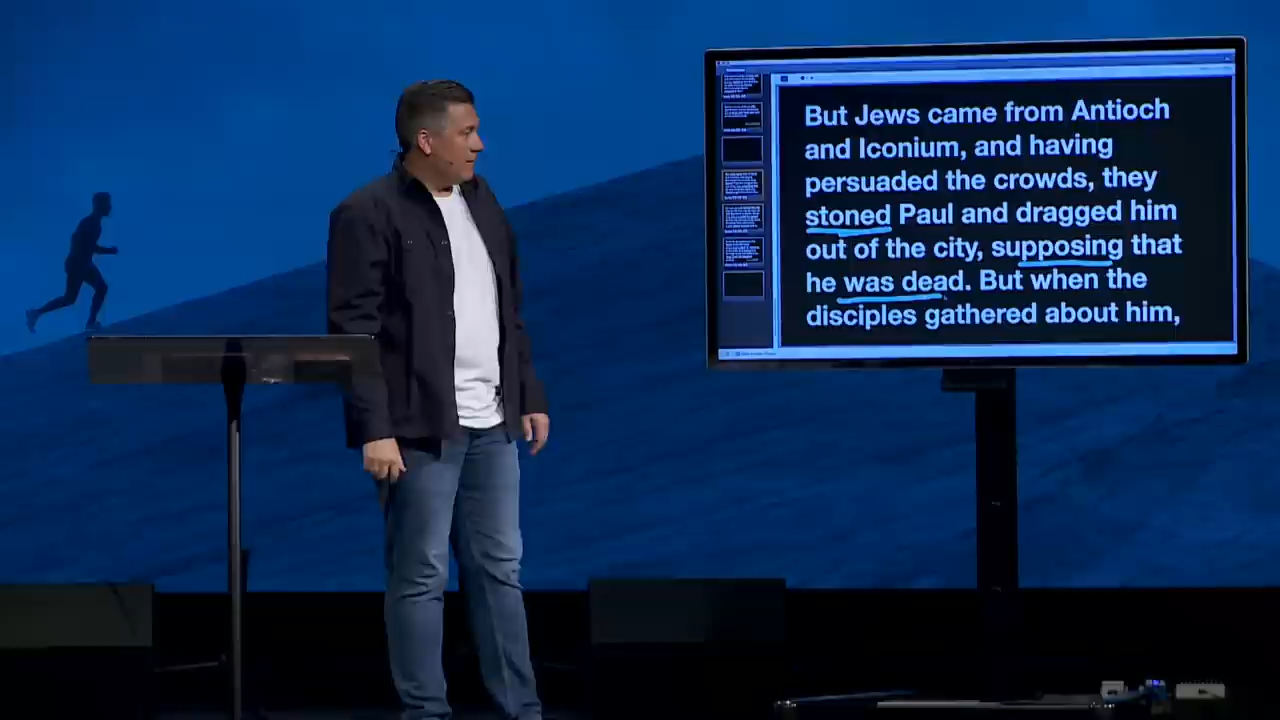 But Jews came from Antioch
and Iconium, and having
persuaded the crowds, they
stoned Paul and dragged him
out of the city, supposing that
he was dead. But when the
disciples gathered about him,